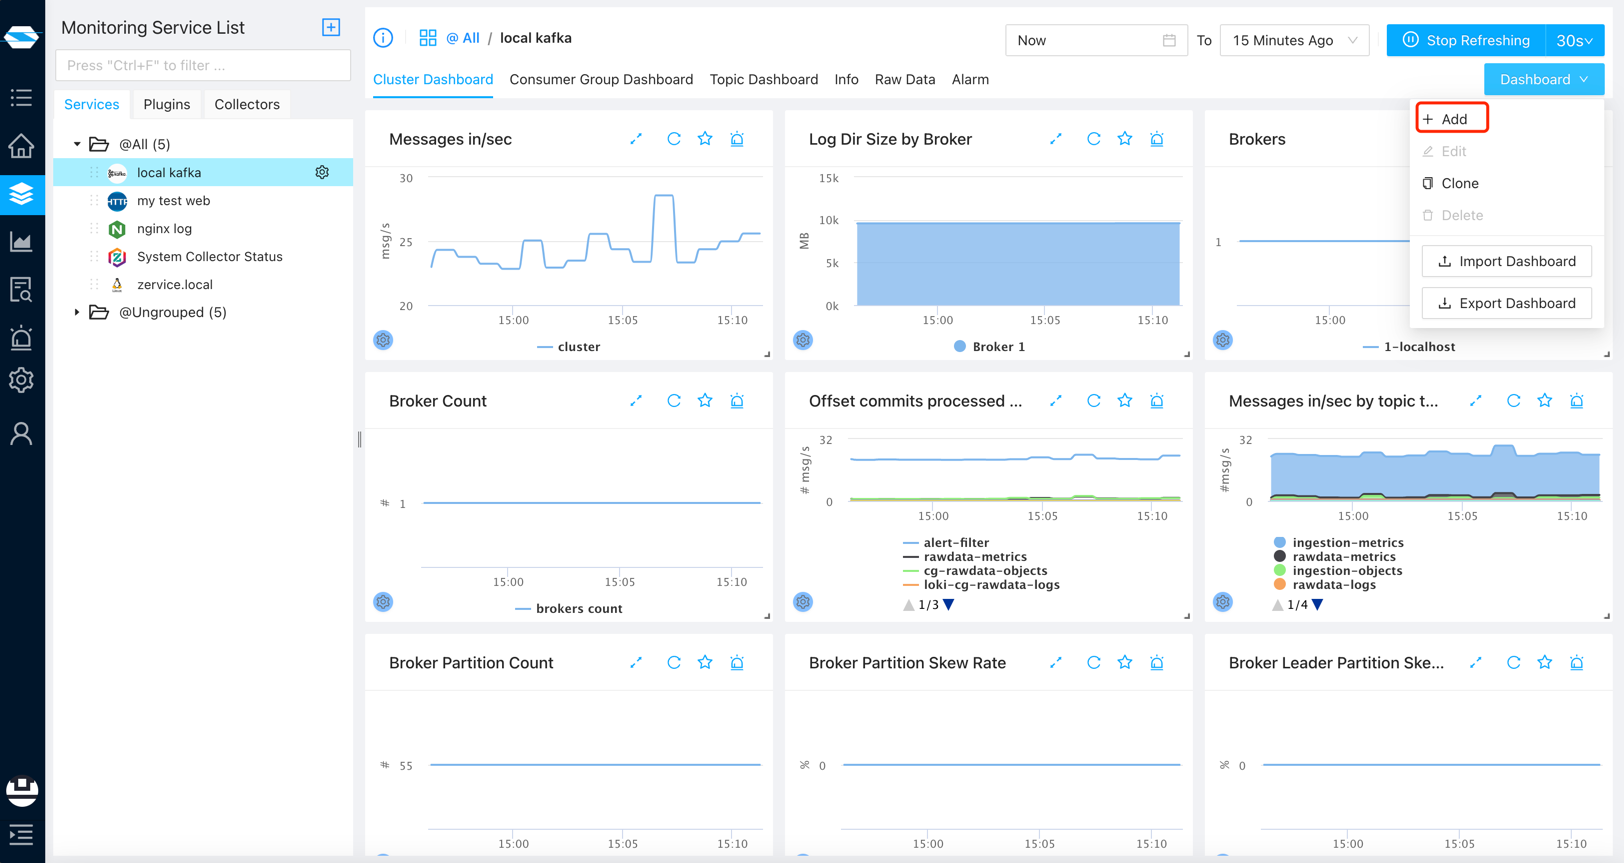 Monitoring Service List
Press "Ctrl+F" to filter ...
Services Plugins Collectors
@All (5)
local kafka
HTTP my test web
nginx log
System Collector Status
zervice.local
@Ungrouped (5)
@ All / local kafka
Now To 15 Minutes Ago Stop Refreshing 30s
Cluster Dashboard Consumer Group Dashboard Topic Dashboard Info Raw Data Alarm
Dashboard
Add
Edit
Clone
Delete
Import Dashboard
Export Dashboard
Messages in/sec
30
25
20
msg/s
15:00 15:05 15:10
cluster
Log Dir Size by Broker
15k
10k
5k
0k
MB
15:00 15:05 15:10
Broker 1
Brokers
1
15:00
1-localhost
Broker Count
# 1
15:00 15:05 15:10
brokers count
Offset commits processed ...
32
0
# msg/s
15:00 15:05 15:10
alert-filter
rawdata-metrics
cg-rawdata-objects
loki-cg-rawdata-logs
1/3
Messages in/sec by topic t...
32
0
#msg/s
15:00 15:05 15:10
ingestion-metrics
rawdata-metrics
ingestion-objects
rawdata-logs
1/4
Broker Partition Count
# 55
15:00 15:05 15:10
Broker Partition Skew Rate
% 0
15:00 15:05 15:10
Broker Leader Partition Ske...
% 0
15:00 15:05 15:10